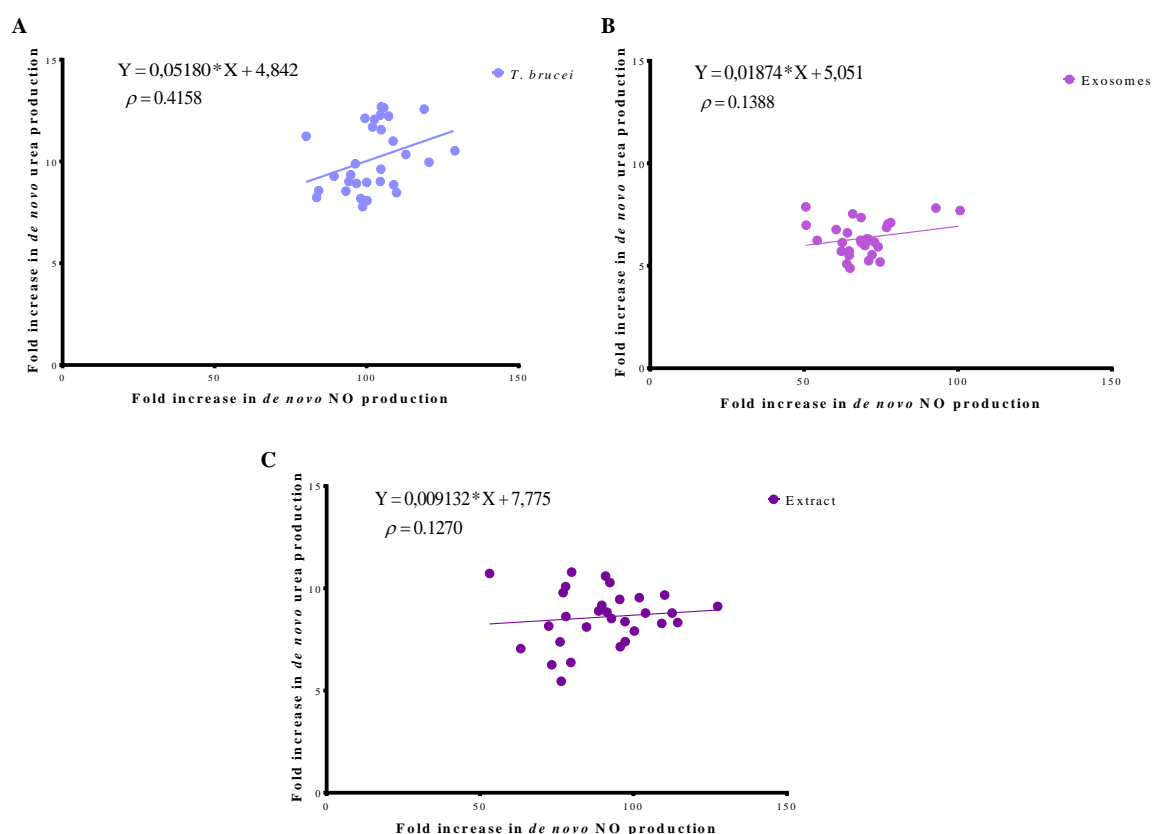 A
Y = 0,05180*X + 4,842
ρ = 0.4158
T. brucei
Fold increase in de novo urea production
15
10
5
0
0
50
100
150
Fold increase in de novo NO production
B
Y = 0,01874*X + 5,051
ρ = 0.1388
Exosomes
Fold increase in de novo urea production
15
10
5
0
0
50
100
150
Fold increase in de novo NO production
C
Y = 0,009132*X + 7,775
ρ = 0.1270
Extract
Fold increase in de novo urea production
15
10
5
0
0
50
100
150
Fold increase in de novo NO production